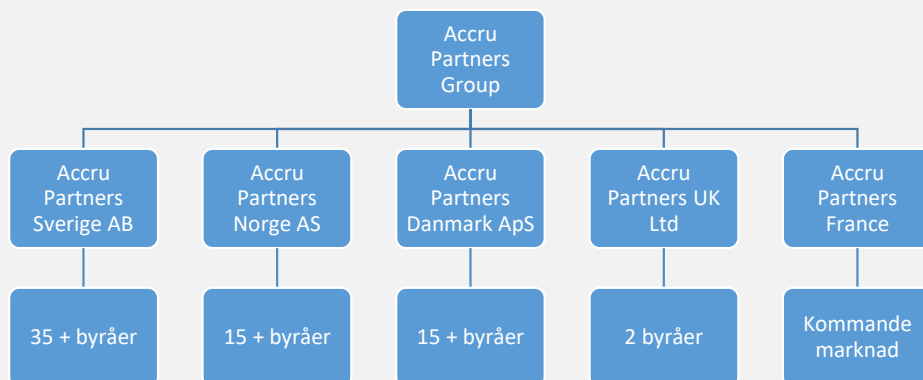 Accru
Partners
Group
Accru
Partners
Sverige AB
Accru
Partners
Norge AS
Accru
Partners
Danmark ApS
Accru
Partners UK
Ltd
Accru
Partners
France
35 + byråer
15 + byråer
15 + byråer
2 byråer
Kommande
marknad